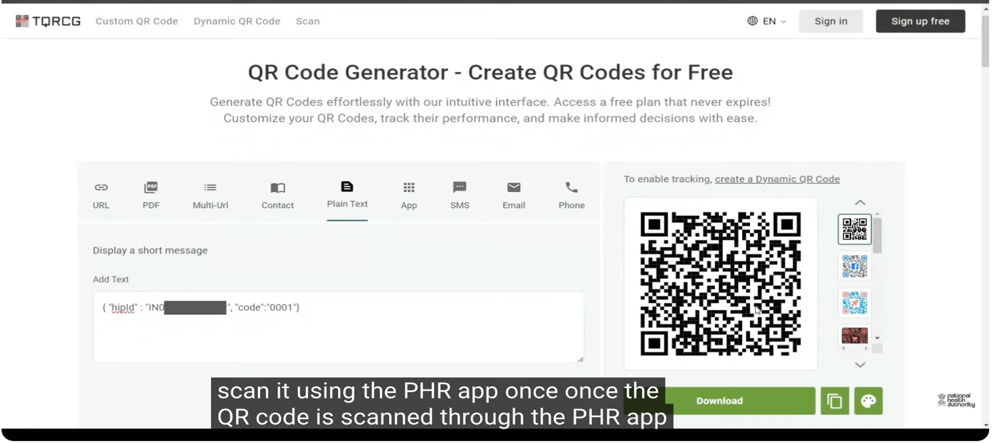 TQRCG Custom QR Code Dynamic QR Code Scan EN Sign in Sign up free
QR Code Generator - Create QR Codes for Free
Generate QR Codes effortlessly with our intuitive interface. Access a free plan that never expires!
Customize your QR Codes, track their performance, and make informed decisions with ease.
URL PDF Multi-Url Contact Plain Text App SMS Email Phone
Display a short message
Add Text
{ "hipId" : "IN0 ", "code":"0001"}
To enable tracking, create a Dynamic QR Code
Download
national
health
authority
scan it using the PHR app once once the
QR code is scanned through the PHR app